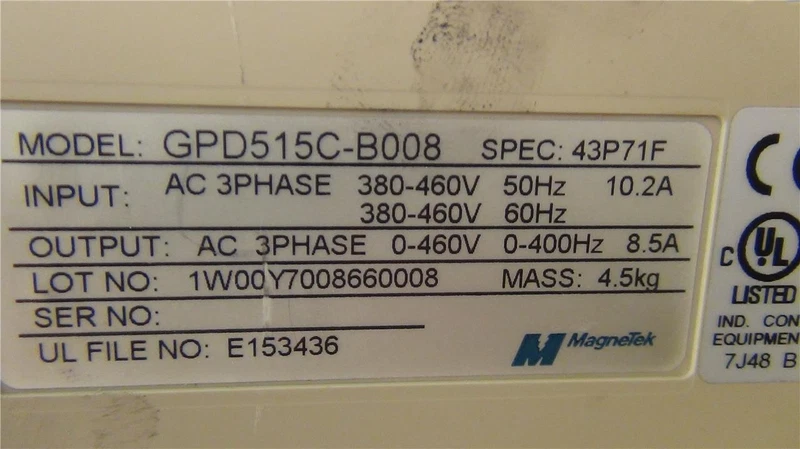 MODEL: GPD515C-B008 SPEC: 43P71F
INPUT: AC 3PHASE 380-460V 50Hz 10.2A
380-460V 60Hz
OUTPUT: AC 3PHASE 0-460V 0-400Hz 8.5A
LOT NO: 1W00Y7008660008 MASS: 4.5kg
SER NO:
UL FILE NO: E153436
MagneTek
CE
C UL
LISTED
IND. CON
EQUIPMEN
7J48 B